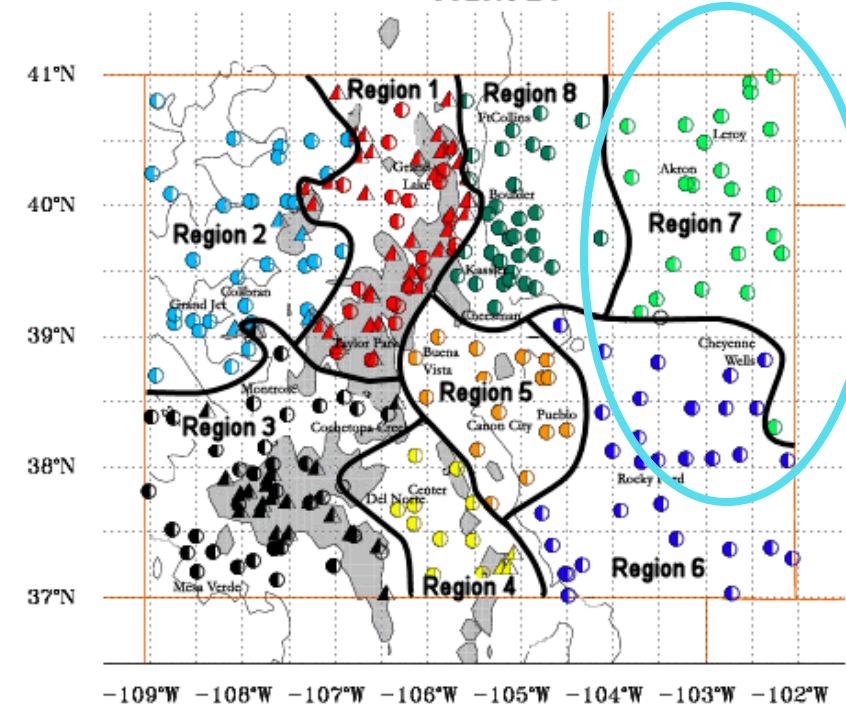 41°N
Region 1
Region 8
FtCollins
Leroy
Grand
Lake
Akron
40°N
Boulder
Region 2
Region 7
Kassler
Collbran
Grand Jct
Cheesman
39°N
Taylor Park
Buena
Vista
Cheyenne
Wells
Montrose
Region 5
Region 3
Cochetopa Creek
Canon City
Pueblo
38°N
Rocky Ford
Del Norte
Center
Mesa Verde
Region 4
Region 6
37°N
-109°W -108°W -107°W -106°W -105°W -104°W -103°W -102°W